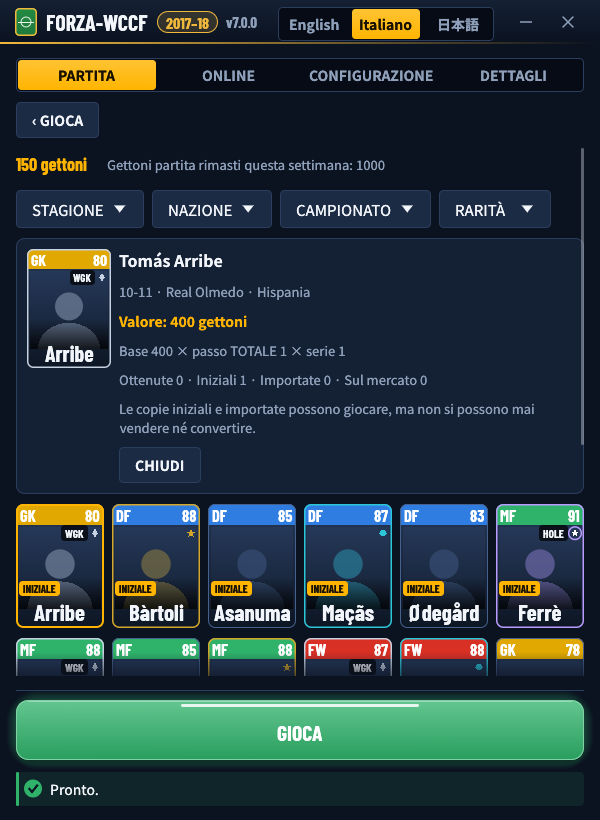 FORZA-WCCF 2017-18 v7.0.0 English Italiano 日本語
PARTITA ONLINE CONFIGURAZIONE DETTAGLI
‹ GIOCA
150 gettoni Gettoni partita rimasti questa settimana: 1000
STAGIONE NAZIONE CAMPIONATO RARITÀ
GK 80
WGK
Arribe
Tomás Arribe
10-11 · Real Olmedo · Hispania
Valore: 400 gettoni
Base 400 × passo TOTALE 1 × serie 1
Ottenute 0 · Iniziali 1 · Importate 0 · Sul mercato 0
Le copie iniziali e importate possono giocare, ma non si possono mai
vendere né convertire.
CHIUDI
GK 80 DF 88 DF 85 DF 87 DF 83 MF 91
WGK HOLE
INIZIALE INIZIALE INIZIALE INIZIALE INIZIALE INIZIALE
Arribe Bàrtoli Asanuma Maçãs Ødegård Ferrè
MF 88 MF 85 MF 88 FW 87 FW 88 GK 78
WGK WGK
GIOCA
Pronto.